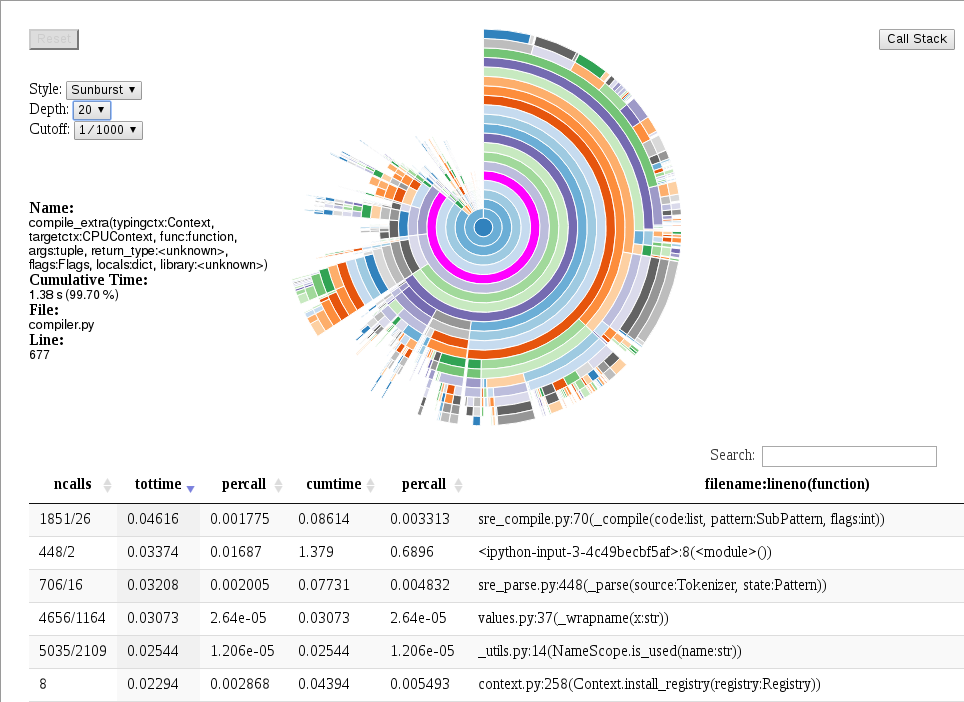 Reset
Call Stack
Style: Sunburst
Depth: 20
Cutoff: 1 / 1000
Name:
compile_extra(typingctx:Context,
targetctx:CPUContext, func:function,
args:tuple, return_type:<unknown>,
flags:Flags, locals:dict, library:<unknown>)
Cumulative Time:
1.38 s (99.70 %)
File:
compiler.py
Line:
677
Search:
ncalls tottime percall cumtime percall filename:lineno(function)
1851/26 0.04616 0.001775 0.08614 0.003313 sre_compile.py:70(_compile(code:list, pattern:SubPattern, flags:int))
448/2 0.03374 0.01687 1.379 0.6896 <ipython-input-3-4c49becbf5af>:8(<module>())
706/16 0.03208 0.002005 0.07731 0.004832 sre_parse.py:448(_parse(source:Tokenizer, state:Pattern))
4656/1164 0.03073 2.64e-05 0.03073 2.64e-05 values.py:37(_wrapname(x:str))
5035/2109 0.02544 1.206e-05 0.02544 1.206e-05 _utils.py:14(NameScope.is_used(name:str))
8 0.02294 0.002868 0.04394 0.005493 context.py:258(Context.install_registry(registry:Registry))